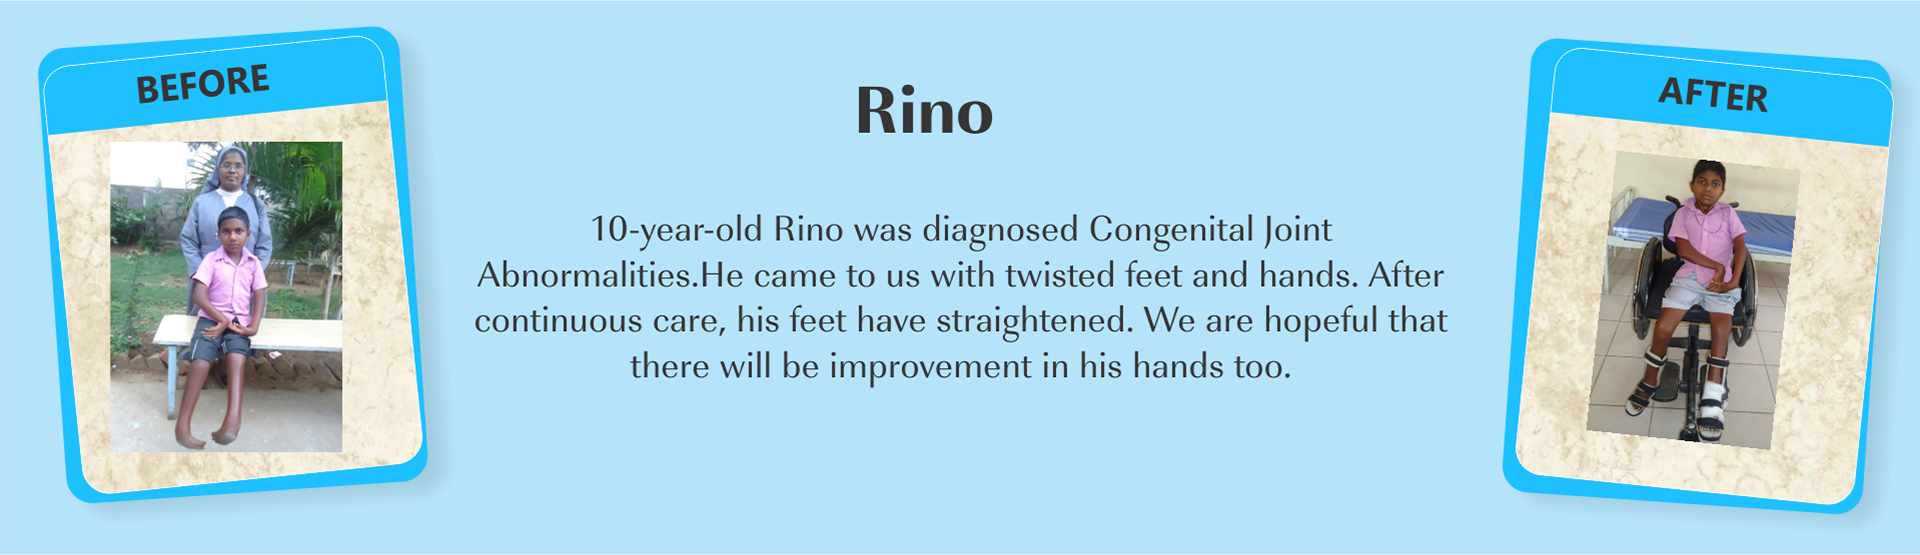 BEFORE
Rino
AFTER
10-year-old Rino was diagnosed Congenital Joint
Abnormalities.He came to us with twisted feet and hands. After
continuous care, his feet have straightened. We are hopeful that
there will be improvement in his hands too.